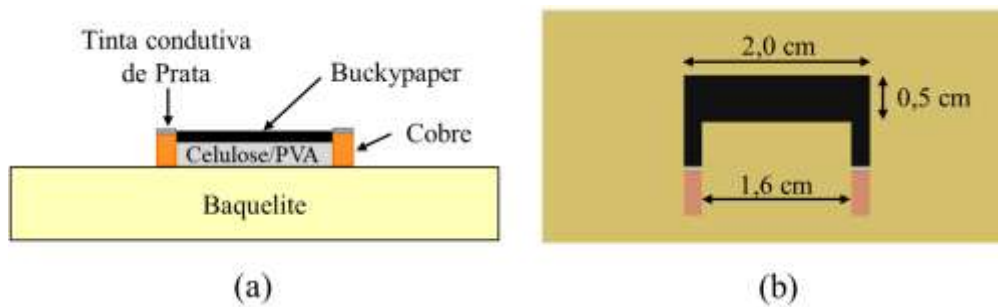 Tinta condutiva
de Prata
Buckypaper
Cobre
Celulose/PVA
Baquelite
(a)
2,0 cm
0,5 cm
1,6 cm
(b)